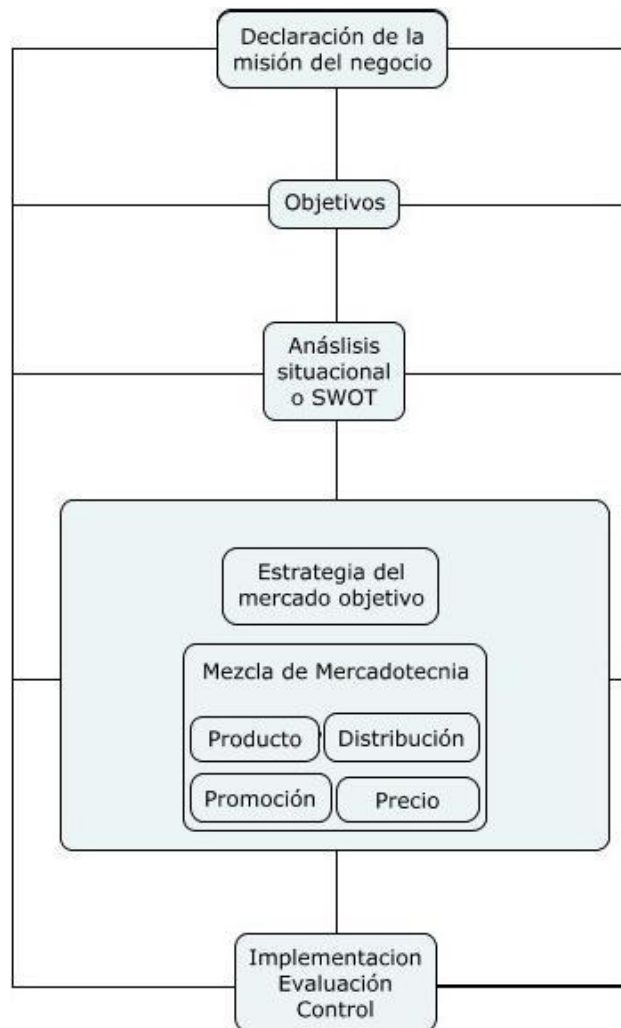 Declaración de la
misión del negocio
Objetivos
Anáslisis
situacional
o SWOT
Estrategia del
mercado objetivo
Mezcla de Mercadotecnia
Producto
Distribución
Promoción
Precio
Implementacion
Evaluación
Control